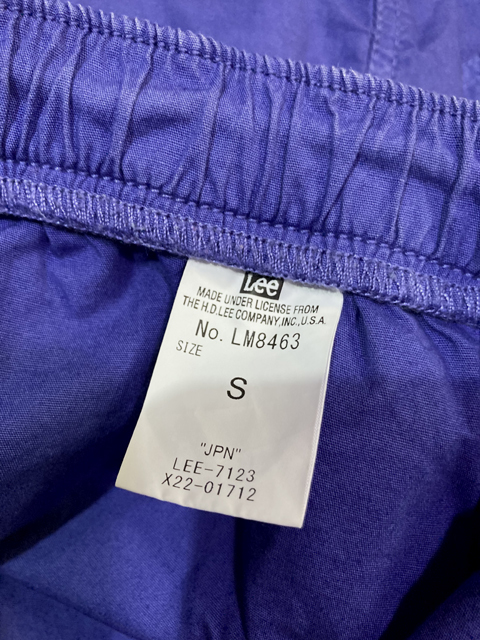 Lee
MADE UNDER LICENSE FROM
THE H.D.LEE COMPANY, INC., U.S.A.
No. LM8463
SIZE
S
"JPN"
LEE-7123
X22-01712